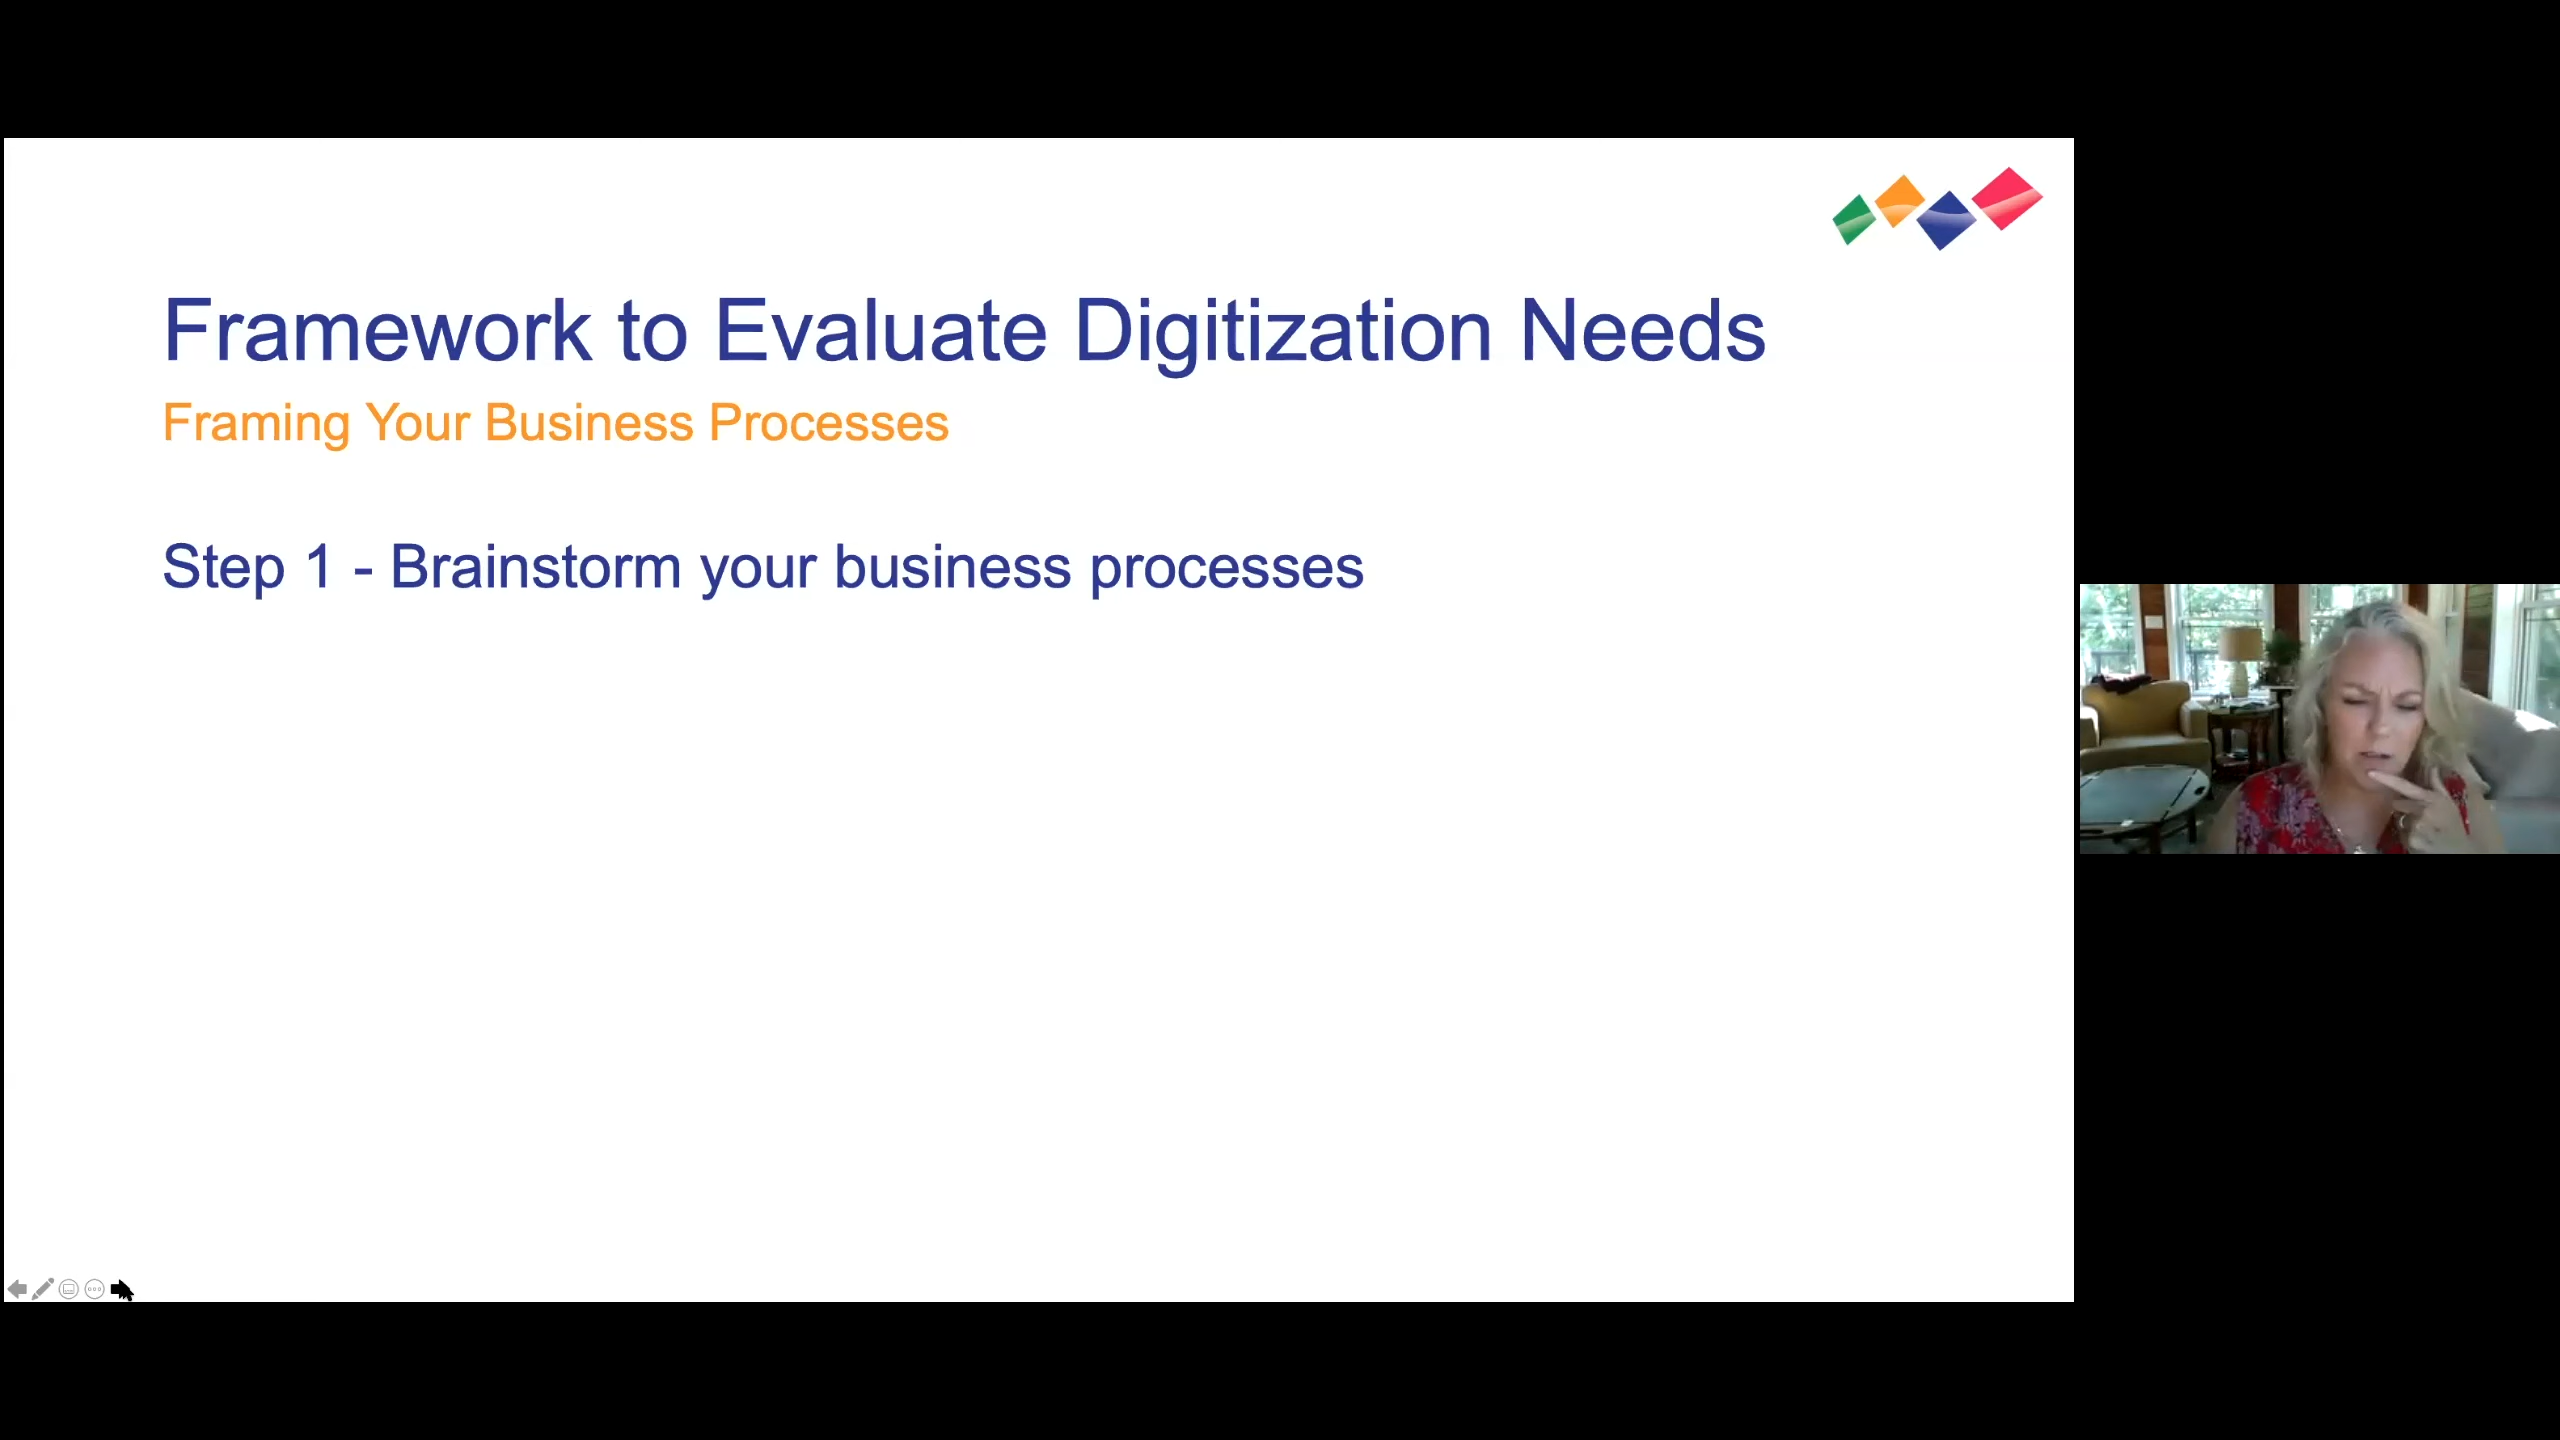 Framework to Evaluate Digitization Needs
Framing Your Business Processes
Step 1 - Brainstorm your business processes